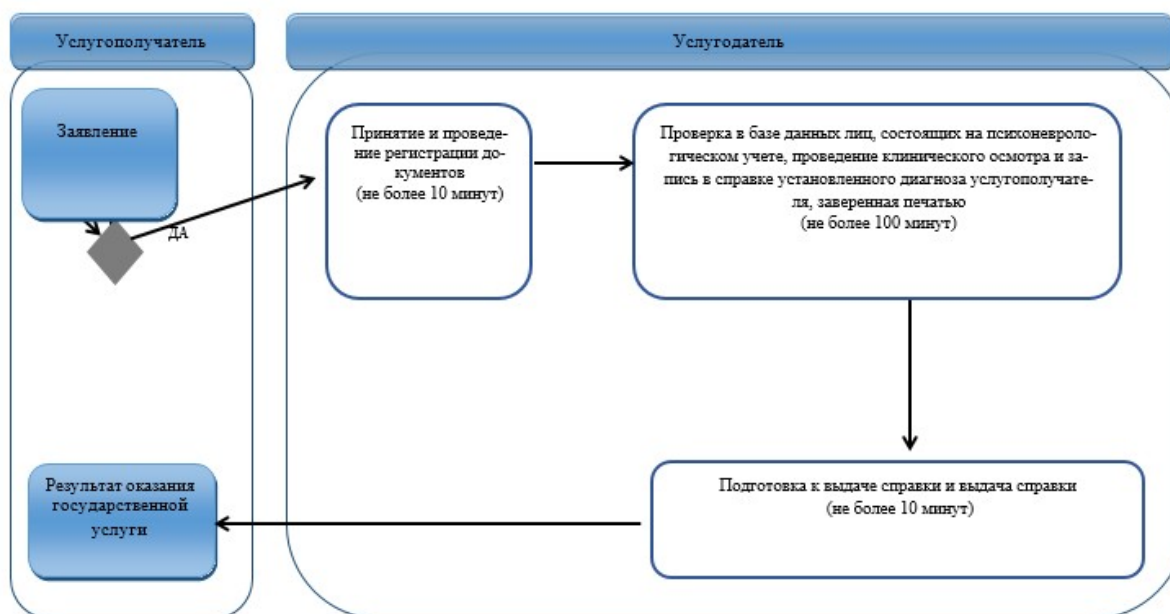 Услугополучатель
Услугодатель
Заявление
ДА
Принятие и проведе-
ние регистрации до-
кументов
(не более 10 минут)
Проверка в базе данных лиц, состоящих на психоневроло-
гическом учете, проведение клинического осмотра и за-
пись в справке установленного диагноза услугополучате-
ля, заверенная печатью
(не более 100 минут)
Подготовка к выдаче справки и выдача справки
(не более 10 минут)
Результат оказания
государственной
услуги